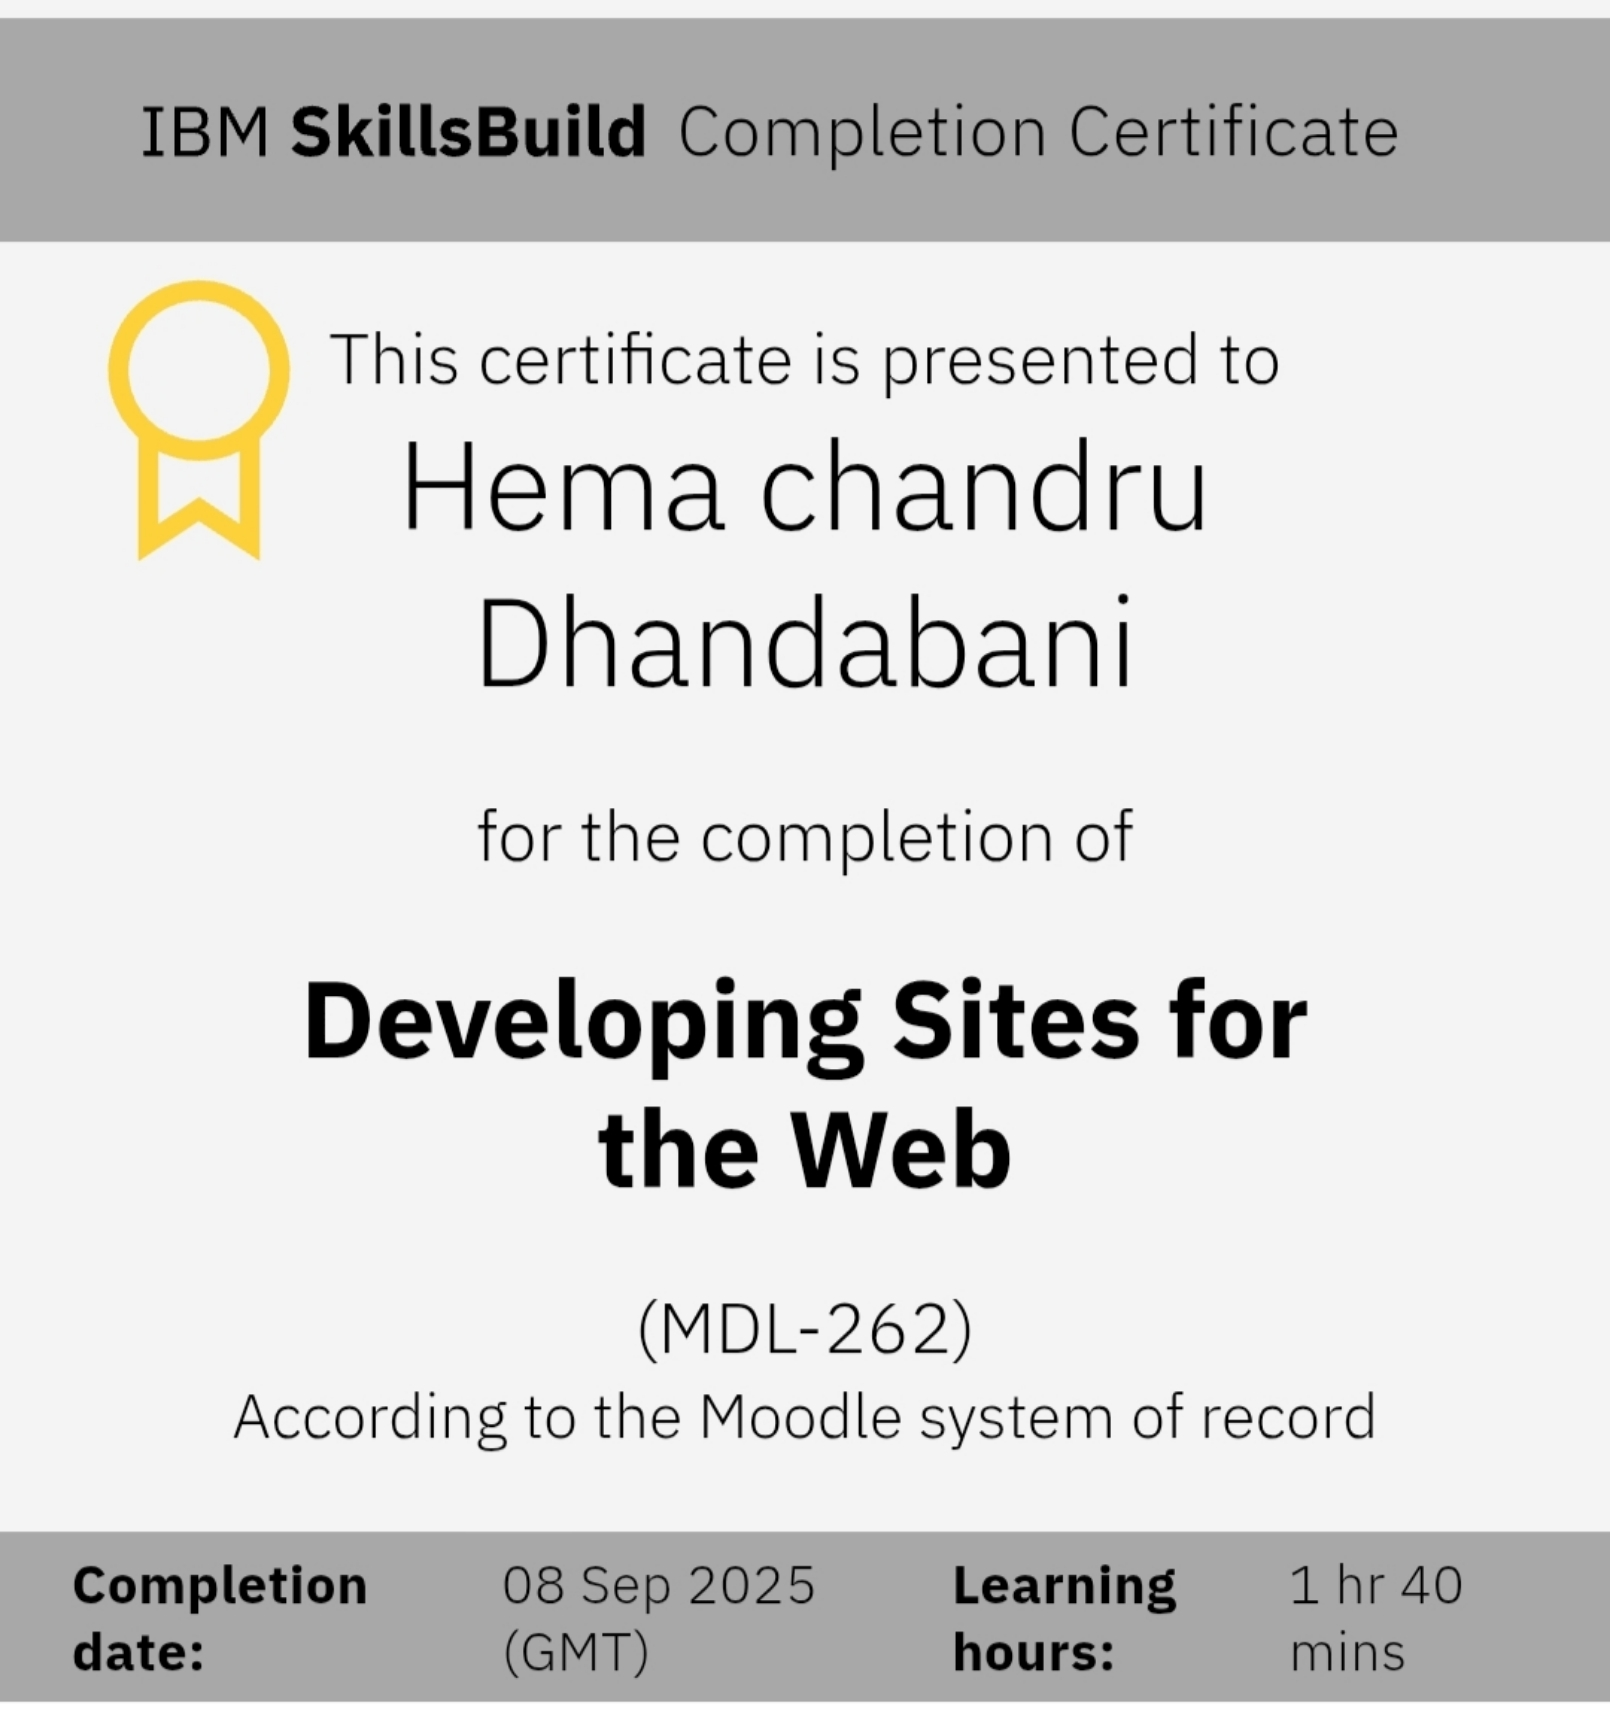 IBM SkillsBuild Completion Certificate
This certificate is presented to
Hema chandru
Dhandabani
for the completion of
Developing Sites for
the Web
(MDL-262)
According to the Moodle system of record
Completion date: 08 Sep 2025 (GMT)
Learning hours: 1 hr 40 mins